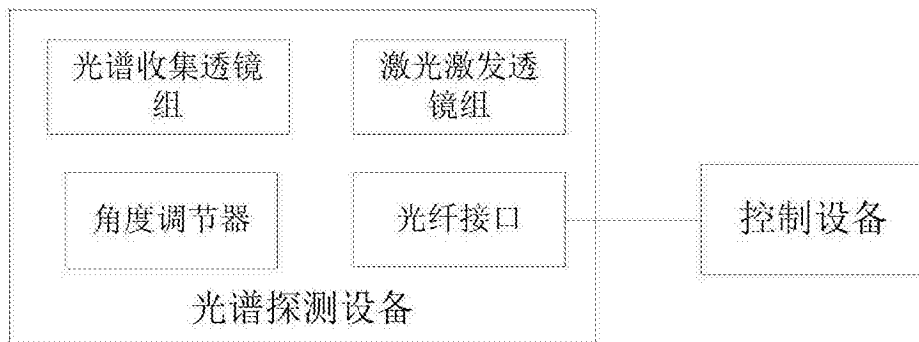 光谱收集透镜
组
激光激发透
镜组
角度调节器
光纤接口
控制设备
光谱探测设备